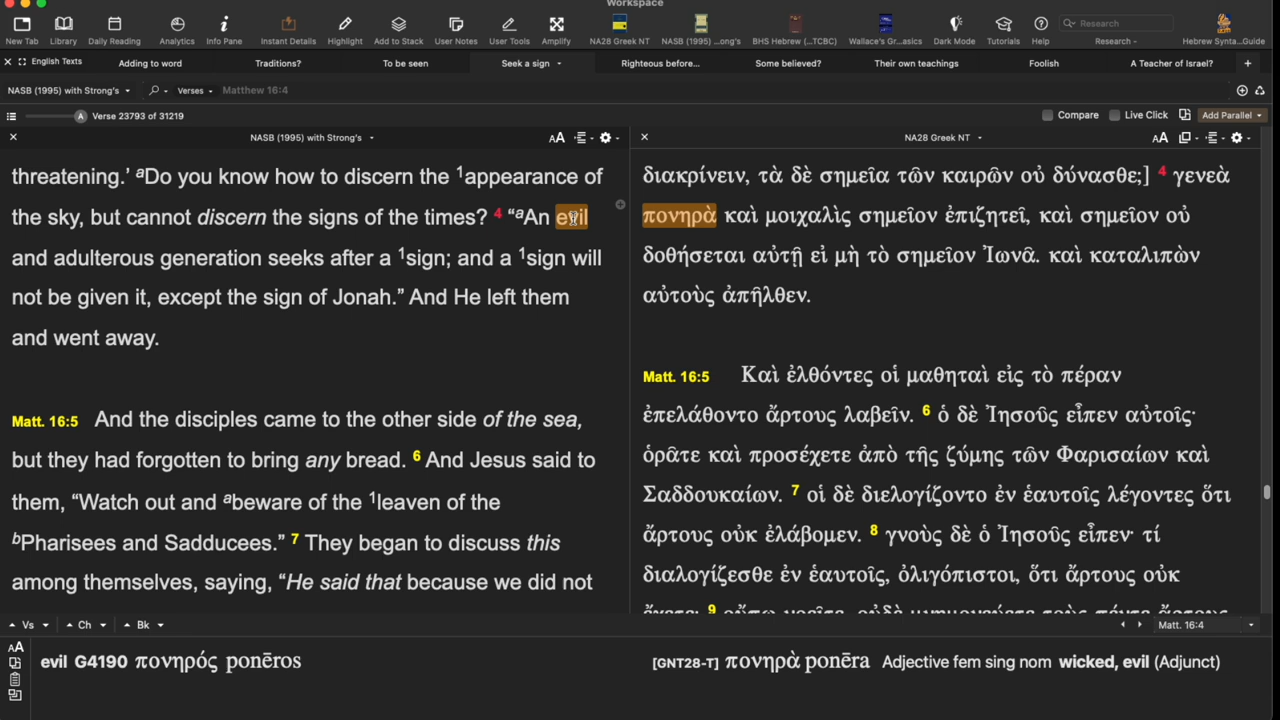 Workspace
New Tab Library Daily Reading Analytics Info Pane Instant Details Highlight Add to Stack User Notes User Tools Amplify NA28 Greek NT NASB (1995) ...ong's BHS Hebrew (...TCBC) Wallace's Gr...asics Dark Mode Tutorials Help Research Research Hebrew Synta...Guide
English Texts Adding to word Traditions? To be seen Seek a sign Righteous before... Some believed? Their own teachings Foolish A Teacher of Israel? +
NASB (1995) with Strong's Verses Matthew 16:4
A Verse 23793 of 31219 Compare Live Click Add Parallel
NASB (1995) with Strong's
threatening.’ aDo you know how to discern the 1appearance of
the sky, but cannot discern the signs of the times? 4 “aAn evil
and adulterous generation seeks after a 1sign; and a 1sign will
not be given it, except the sign of Jonah.” And He left them
and went away.
Matt. 16:5 And the disciples came to the other side of the sea,
but they had forgotten to bring any bread. 6 And Jesus said to
them, “Watch out and abeware of the 1leaven of the
bPharisees and Sadducees.” 7 They began to discuss this
among themselves, saying, “He said that because we did not
NA28 Greek NT
διακρίνειν, τὰ δὲ σημεῖα τῶν καιρῶν οὐ δύνασθε;] 4 γενεὰ
πονηρὰ καὶ μοιχαλὶς σημεῖον ἐπιζητεῖ, καὶ σημεῖον οὐ
δοθήσεται αὐτῇ εἰ μὴ τὸ σημεῖον Ἰωνᾶ. καὶ καταλιπὼν
αὐτοὺς ἀπῆλθεν.
Matt. 16:5 Καὶ ἐλθόντες οἱ μαθηταὶ εἰς τὸ πέραν
ἐπελάθοντο ἄρτους λαβεῖν. 6 ὁ δὲ Ἰησοῦς εἶπεν αὐτοῖς·
ὁρᾶτε καὶ προσέχετε ἀπὸ τῆς ζύμης τῶν Φαρισαίων καὶ
Σαδδουκαίων. 7 οἱ δὲ διελογίζοντο ἐν ἑαυτοῖς λέγοντες ὅτι
ἄρτους οὐκ ἐλάβομεν. 8 γνοὺς δὲ ὁ Ἰησοῦς εἶπεν· τί
διαλογίζεσθε ἐν ἑαυτοῖς, ὀλιγόπιστοι, ὅτι ἄρτους οὐκ
Vs Ch Bk Matt. 16:4
evil G4190 πονηρός ponēros
[GNT28-T] πονηρὰ ponēra Adjective fem sing nom wicked, evil (Adjunct)